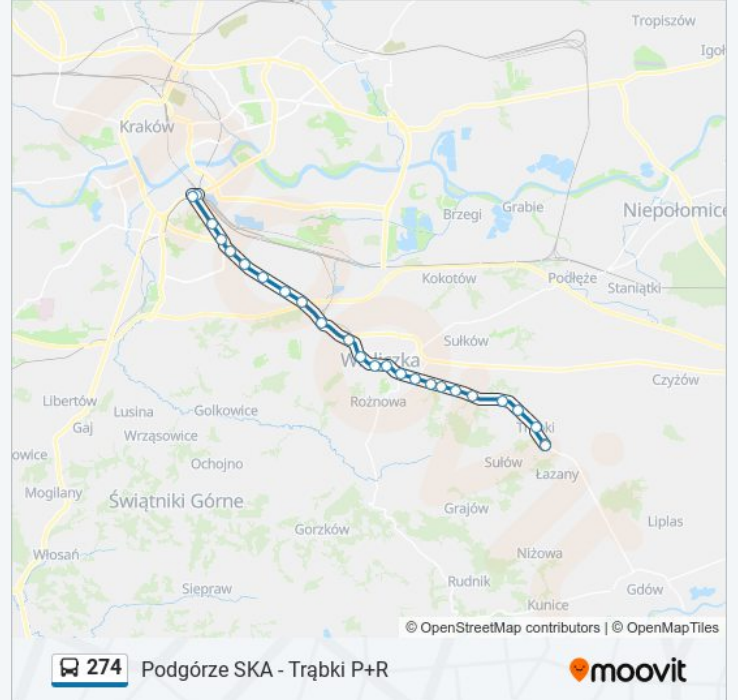 Tropiszów
Igoł
Kraków
Brzegi
Grabie
Niepołomice
Kokotów
Podłęże
Staniątki
Sułków
Wieliczka
Czyżów
Libertów
Lusina
Golkowice
Rożnowa
Gaj
Wrząsowice
Trąbki
owice
Ochojno
Sułów
Łazany
Mogilany
Świątniki Górne
Grajów
Gorzków
Liplas
Włosań
Niżowa
Siepraw
Rudnik
Gdów
Kunice
© OpenStreetMap contributors | © OpenMapTiles
274 Podgórze SKA - Trąbki P+R
moovit